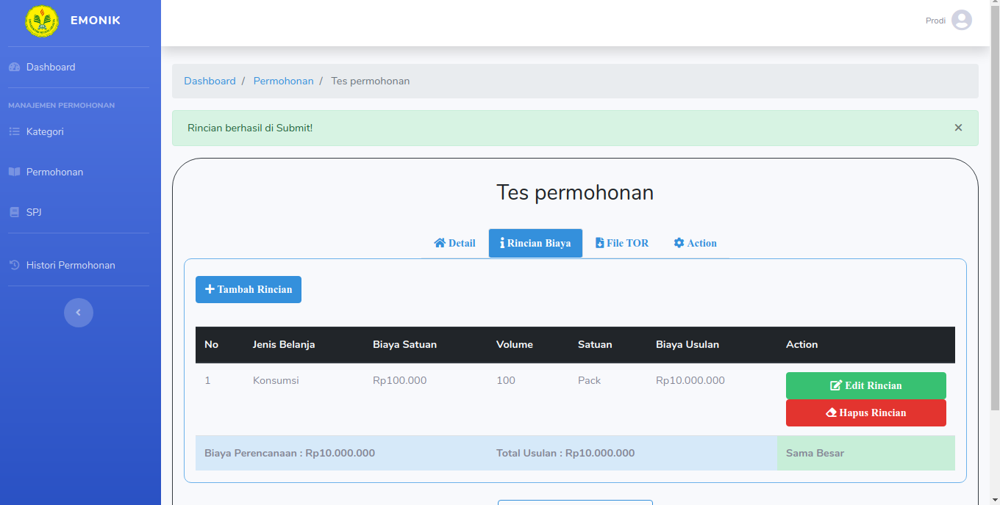 EMONIK
Prodi
Dashboard
MANAJEMEN PERMOHONAN
Kategori
Permohonan
SPJ
Histori Permohonan
Dashboard / Permohonan / Tes permohonan
Rincian berhasil di Submit! ×
Tes permohonan
Detail Rincian Biaya File TOR Action
Tambah Rincian
No Jenis Belanja Biaya Satuan Volume Satuan Biaya Usulan Action
1 Konsumsi Rp100.000 100 Pack Rp10.000.000 Edit Rincian
Hapus Rincian
Biaya Perencanaan : Rp10.000.000 Total Usulan : Rp10.000.000 Sama Besar